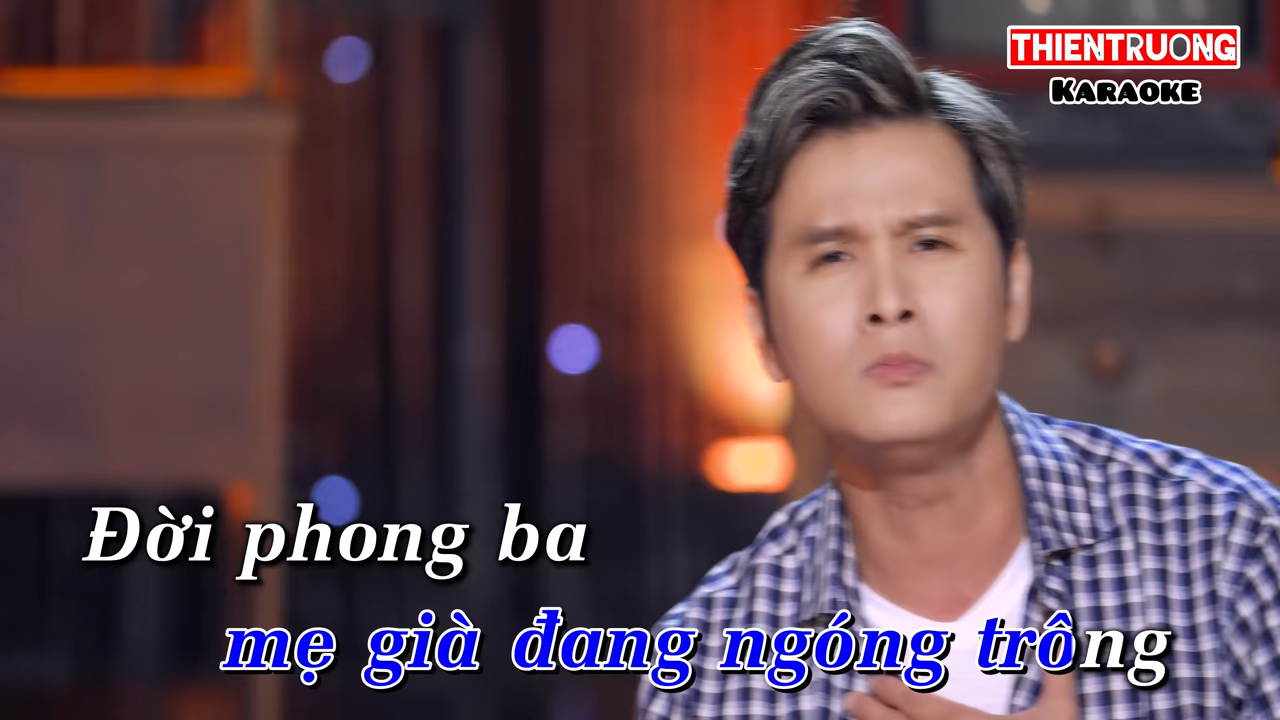 THIENTRUONG
KARAOKE
Đời phong ba
mẹ già đang ngóng trông